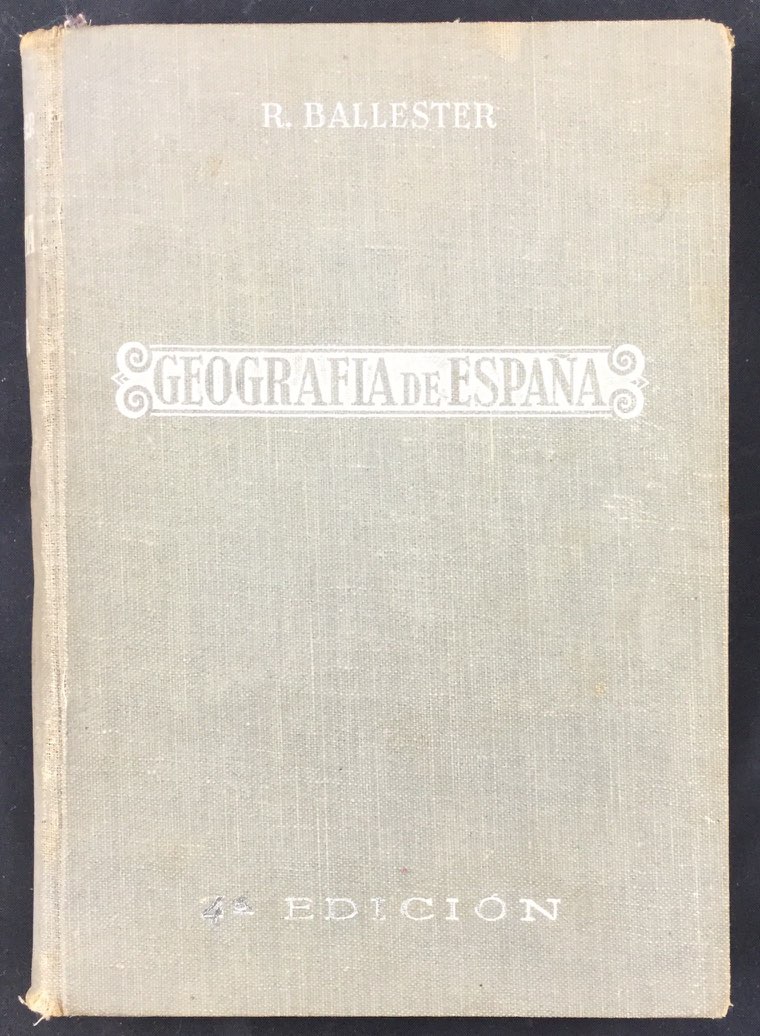 R. BALLESTER
GEOGRAFIA DE ESPAÑA
4ª EDICIÓN